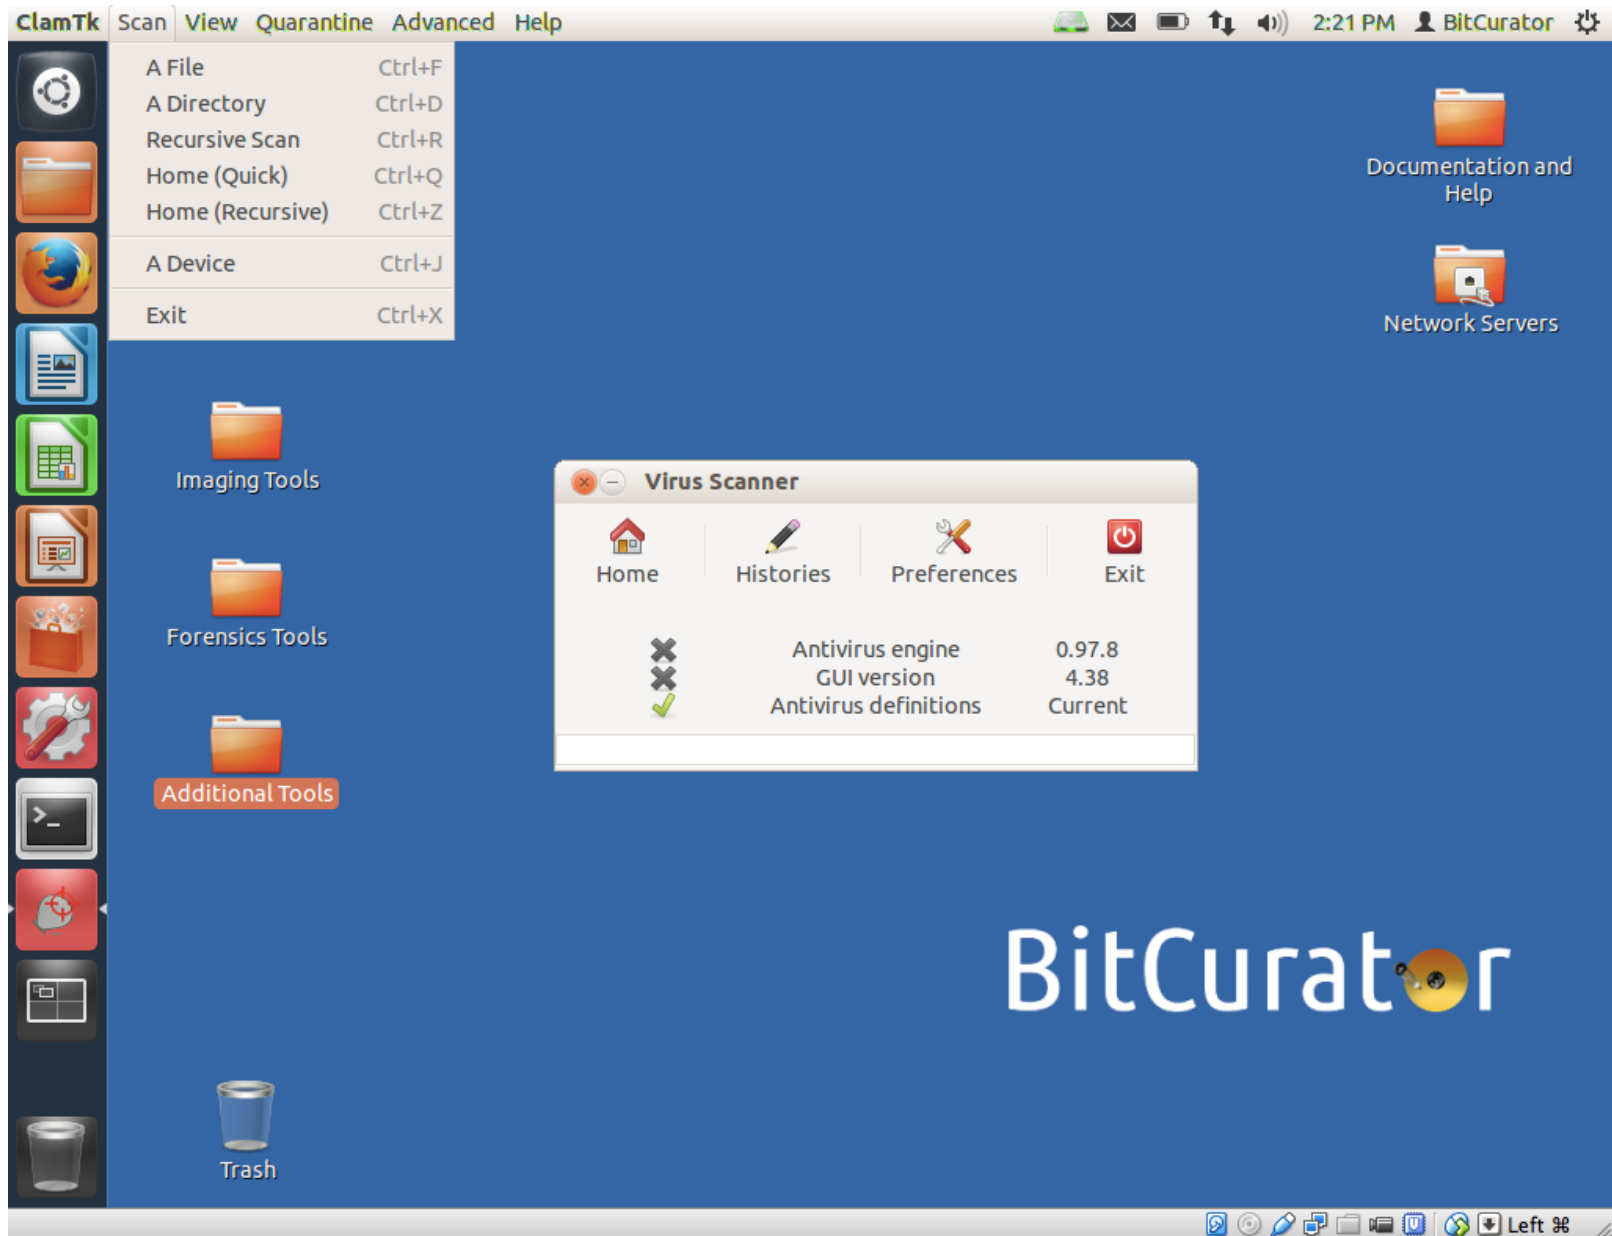 ClamTk Scan View Quarantine Advanced Help 2:21 PM BitCurator
A File Ctrl+F
A Directory Ctrl+D
Recursive Scan Ctrl+R
Home (Quick) Ctrl+Q
Home (Recursive) Ctrl+Z
A Device Ctrl+J
Exit Ctrl+X
Documentation and
Help
Network Servers
Imaging Tools
Forensics Tools
Additional Tools
Virus Scanner
Home Histories Preferences Exit
Antivirus engine 0.97.8
GUI version 4.38
Antivirus definitions Current
BitCurator
Trash
Left ⌘